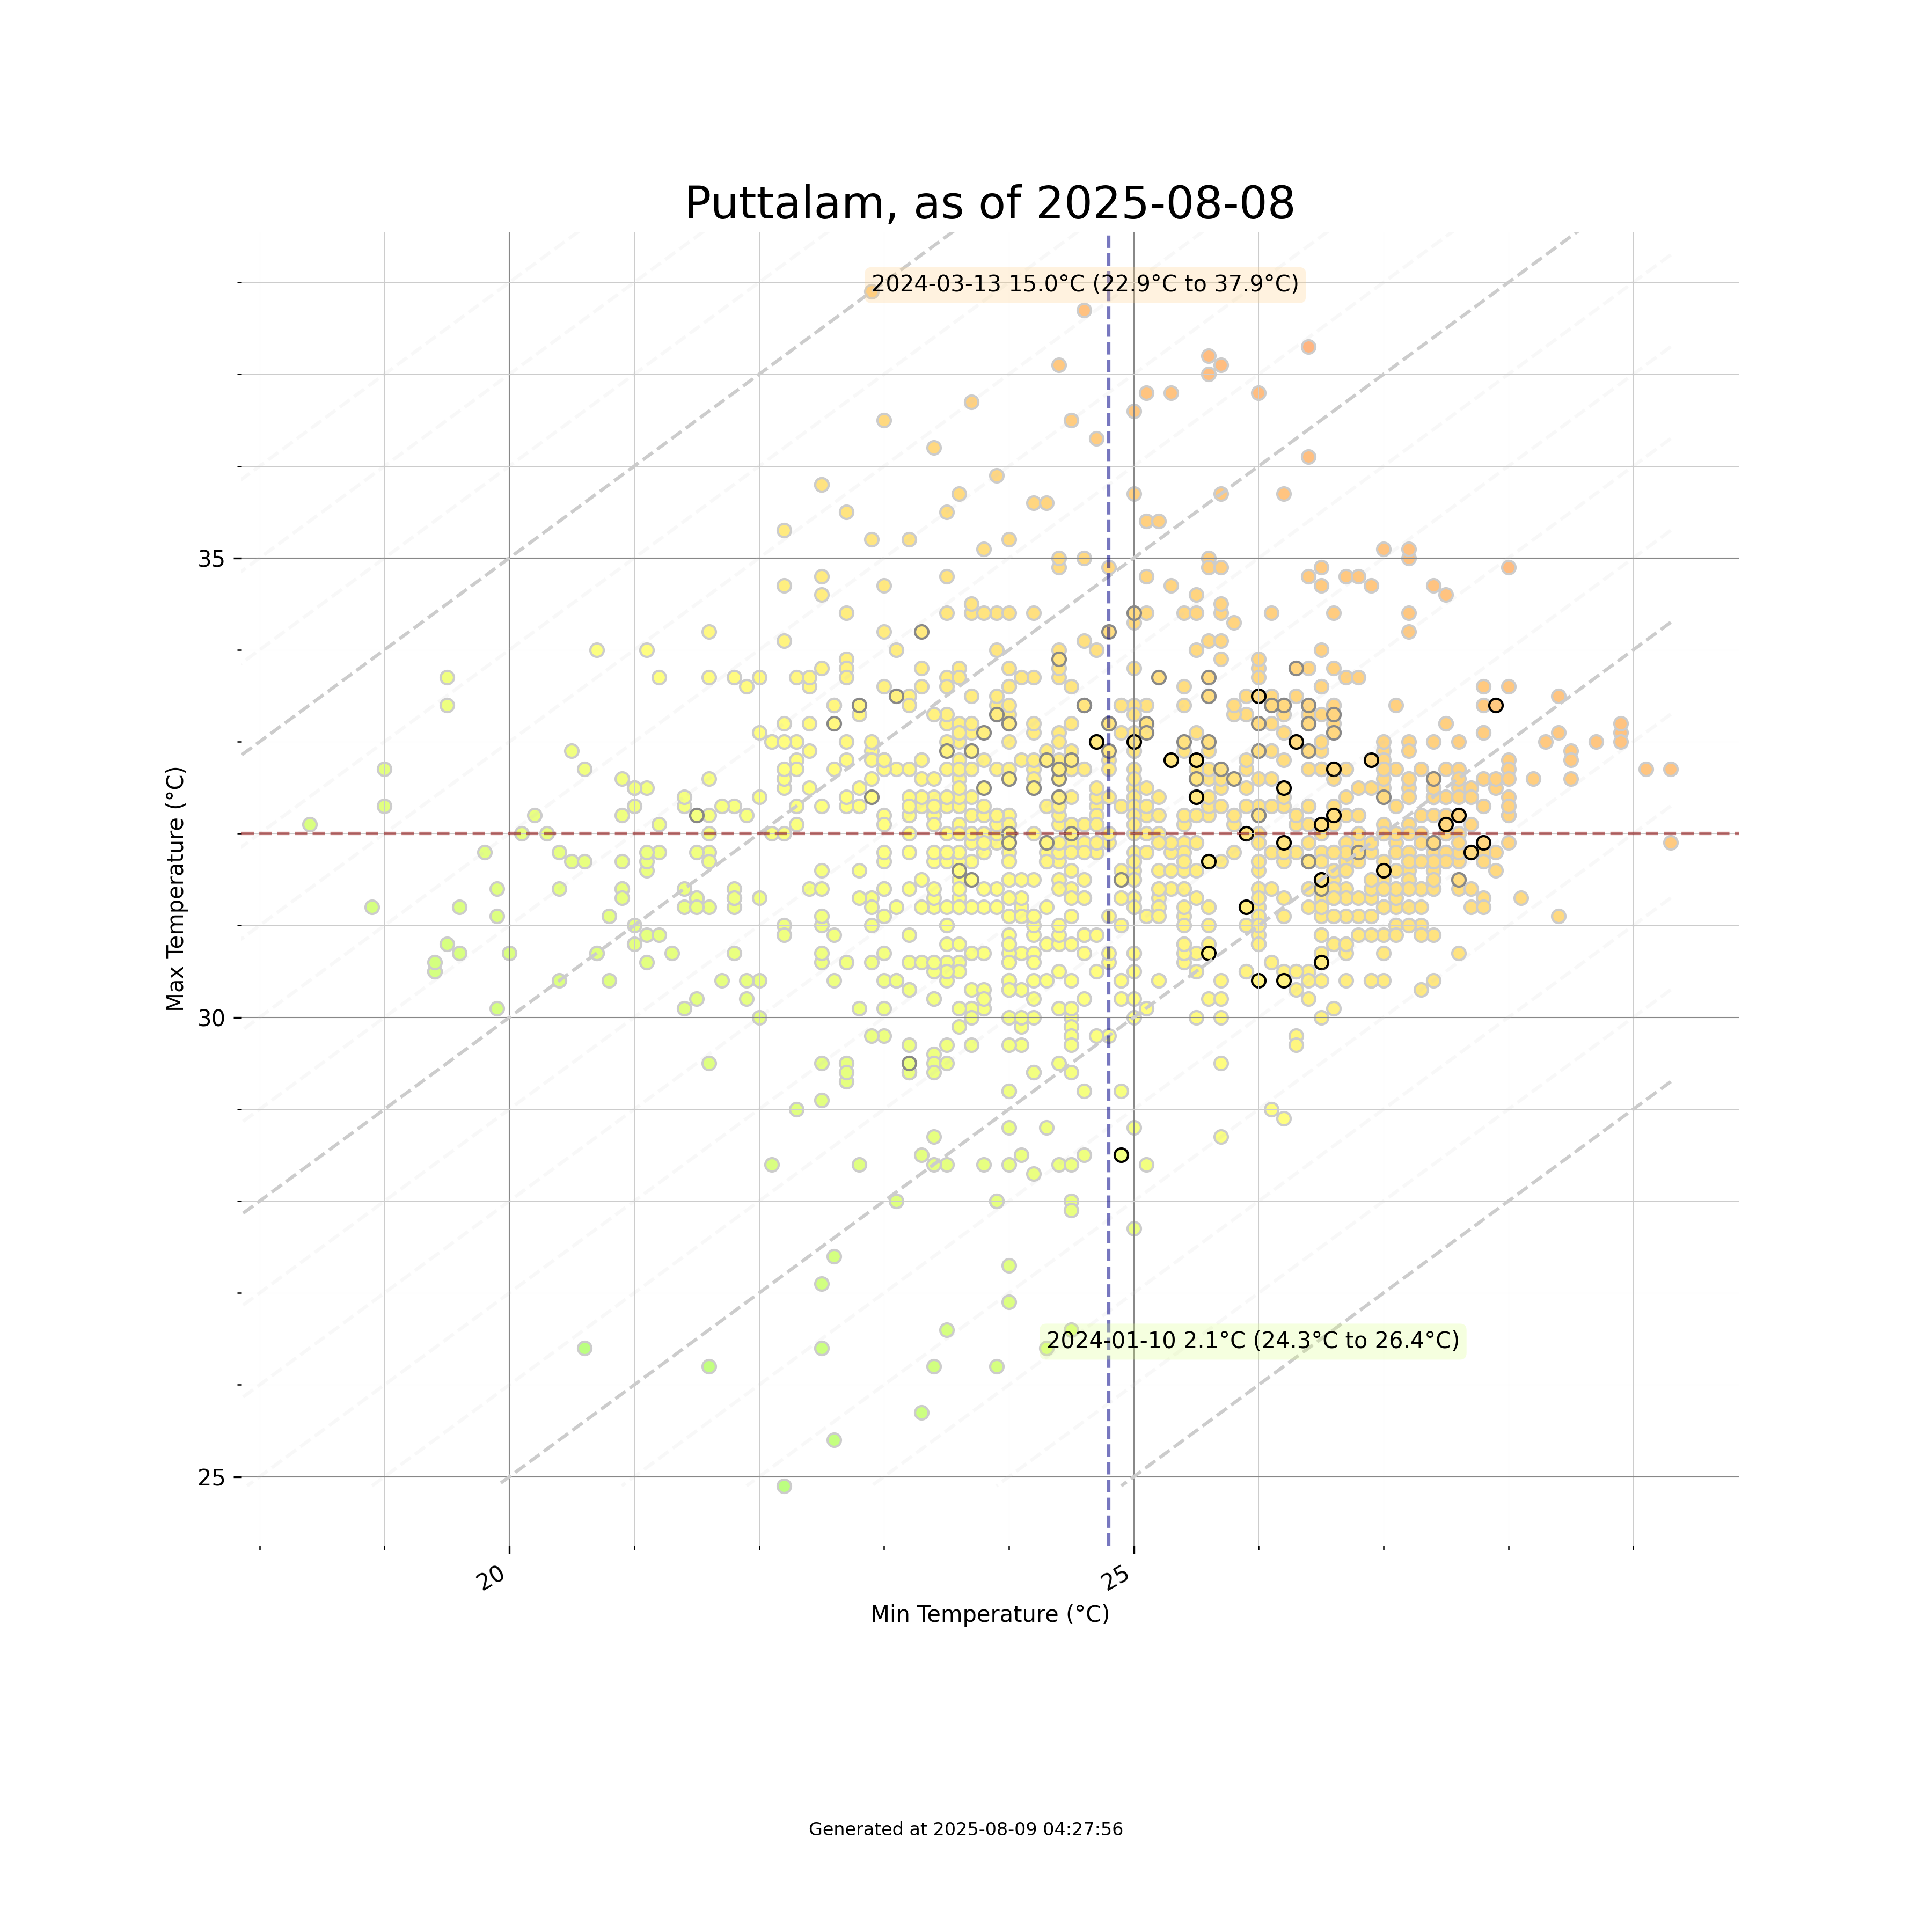 Puttalam, as of 2025-08-08
2024-03-13 15.0°C (22.9°C to 37.9°C)
35
Max Temperature (°C)
30
2024-01-10 2.1°C (24.3°C to 26.4°C)
25
20
25
Min Temperature (°C)
Generated at 2025-08-09 04:27:56